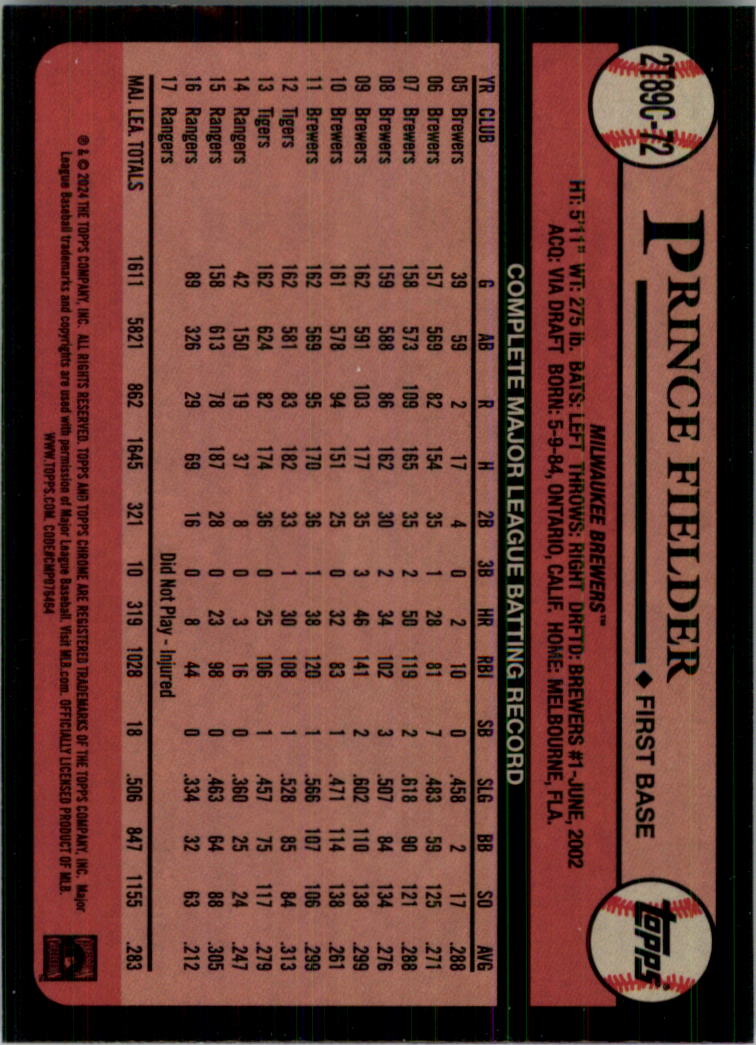 2T89C-72
PRINCE FIELDER
◆ FIRST BASE
topps®
MILWAUKEE BREWERS™
HT: 5'11" WT: 275 lb. BATS: LEFT THROWS: RIGHT DRFTD: BREWERS #1-JUNE, 2002
ACQ: VIA DRAFT BORN: 5-9-84, ONTARIO, CALIF. HOME: MELBOURNE, FLA.
COMPLETE MAJOR LEAGUE BATTING RECORD
YR CLUB G AB R H 2B 3B HR RBI SB SLG BB SO AVG
05 Brewers 39 59 2 17 4 0 2 10 0 .458 2 17 .288
06 Brewers 157 569 82 154 35 1 28 81 7 .483 59 125 .271
07 Brewers 158 573 109 165 35 2 50 119 2 .618 90 121 .288
08 Brewers 159 588 86 162 30 2 34 102 3 .507 84 134 .276
09 Brewers 162 591 103 177 35 3 46 141 2 .602 110 138 .299
10 Brewers 161 578 94 151 25 0 32 83 1 .471 114 138 .261
11 Brewers 162 569 95 170 36 1 38 120 1 .566 107 106 .299
12 Tigers 162 581 83 182 33 1 30 108 1 .528 85 84 .313
13 Tigers 162 624 82 174 36 0 25 106 1 .457 75 117 .279
14 Rangers 42 150 19 37 8 0 3 16 0 .360 25 24 .247
15 Rangers 158 613 78 187 28 0 23 98 0 .463 64 88 .305
16 Rangers 89 326 29 69 16 0 8 44 0 .334 32 63 .212
17 Rangers Did Not Play - Injured
MAJ. LEA. TOTALS 1611 5821 862 1645 321 10 319 1028 18 .506 847 1155 .283
® & © 2024 THE TOPPS COMPANY, INC. ALL RIGHTS RESERVED. TOPPS AND TOPPS CHROME ARE REGISTERED TRADEMARKS OF THE TOPPS COMPANY, INC. Major
League Baseball trademarks and copyrights are used with permission of Major League Baseball. Visit MLB.com. OFFICIALLY LICENSED PRODUCT OF MLB.
WWW.TOPPS.COM. CODE#CMP076464